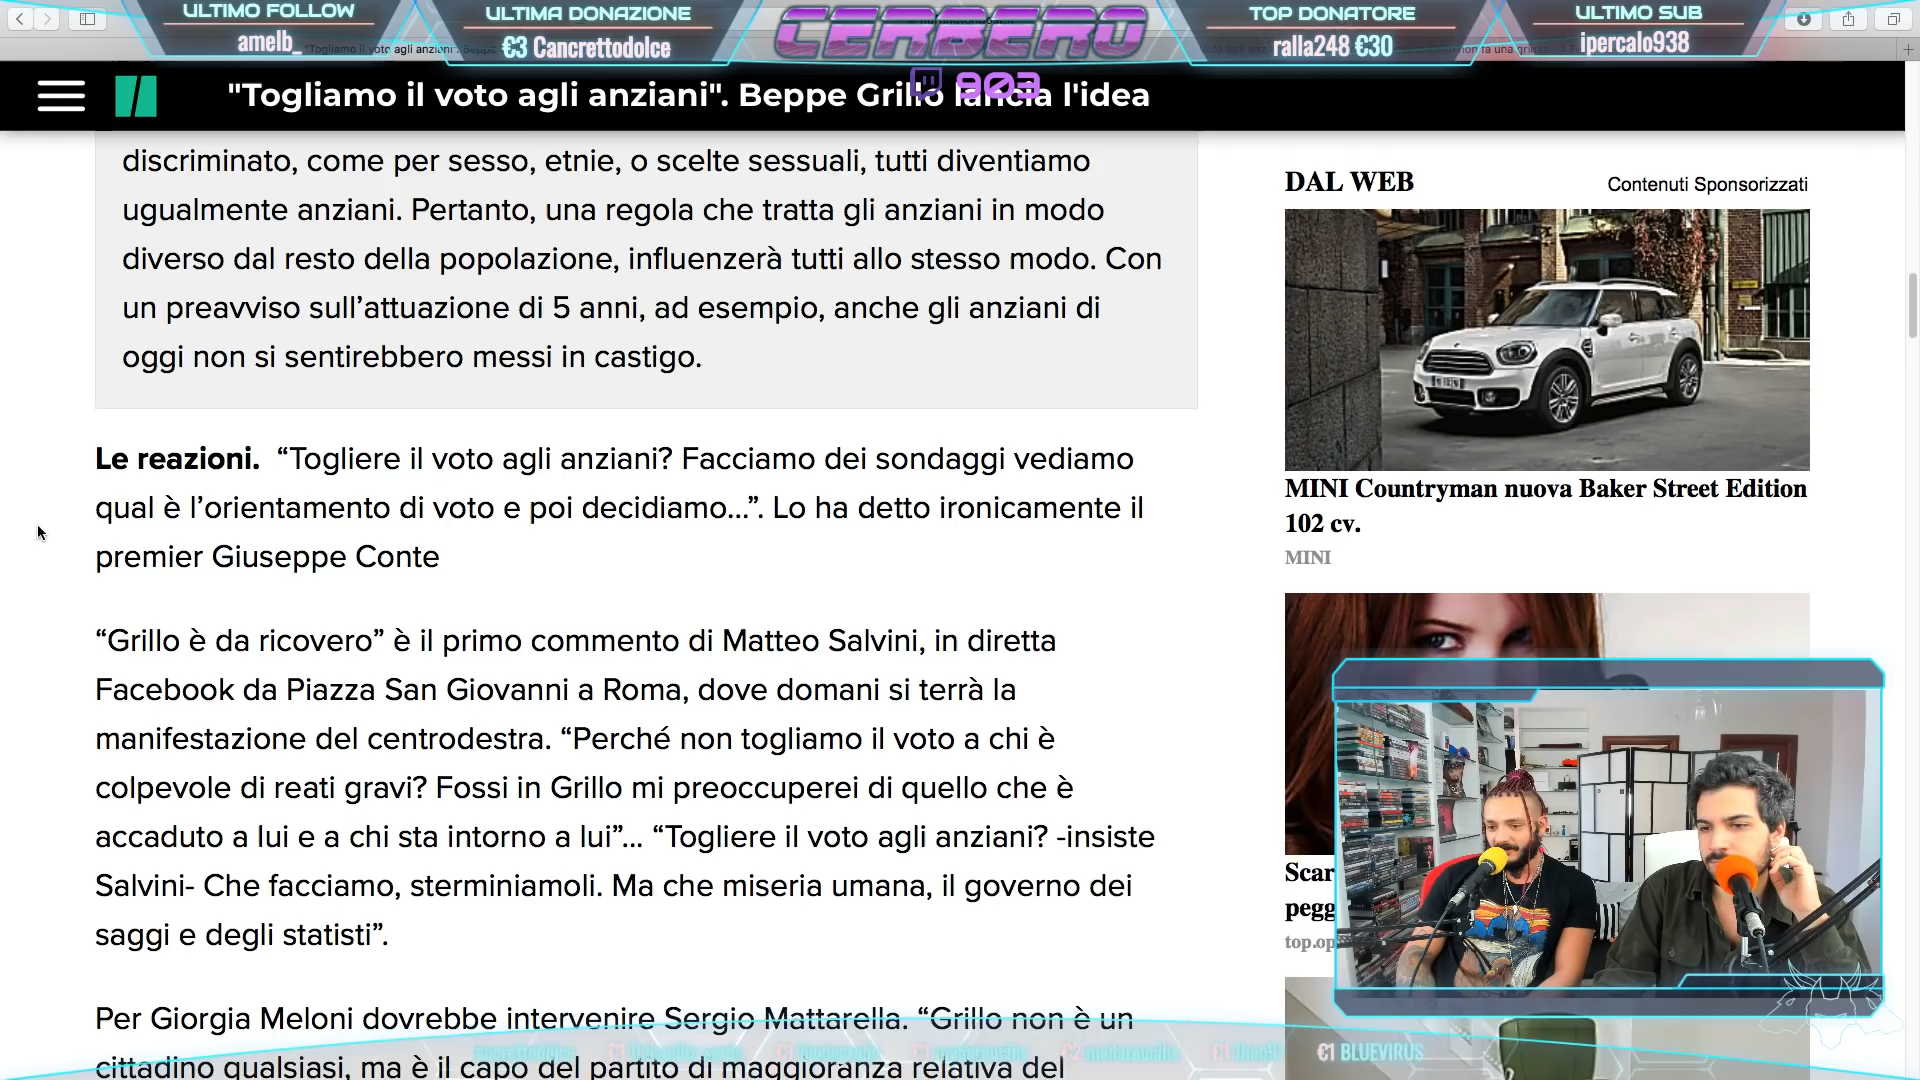 ULTIMO FOLLOW
amelb_
ULTIMA DONAZIONE
€3 Cancrettodolce
CERBERO
903
TOP DONATORE
ralla248 €30
ULTIMO SUB
ipercalo938
"Togliamo il voto agli anziani". Beppe Grillo lancia l'idea
discriminato, come per sesso, etnie, o scelte sessuali, tutti diventiamo
ugualmente anziani. Pertanto, una regola che tratta gli anziani in modo
diverso dal resto della popolazione, influenzerà tutti allo stesso modo. Con
un preavviso sull’attuazione di 5 anni, ad esempio, anche gli anziani di
oggi non si sentirebbero messi in castigo.
Le reazioni. “Togliere il voto agli anziani? Facciamo dei sondaggi vediamo
qual è l’orientamento di voto e poi decidiamo...”. Lo ha detto ironicamente il
premier Giuseppe Conte
“Grillo è da ricovero” è il primo commento di Matteo Salvini, in diretta
Facebook da Piazza San Giovanni a Roma, dove domani si terrà la
manifestazione del centrodestra. “Perché non togliamo il voto a chi è
colpevole di reati gravi? Fossi in Grillo mi preoccuperei di quello che è
accaduto a lui e a chi sta intorno a lui”... “Togliere il voto agli anziani? -insiste
Salvini- Che facciamo, sterminiamoli. Ma che miseria umana, il governo dei
saggi e degli statisti”.
Per Giorgia Meloni dovrebbe intervenire Sergio Mattarella. “Grillo non è un
cittadino qualsiasi, ma è il capo del partito di maggioranza relativa del
DAL WEB
Contenuti Sponsorizzati
MINI Countryman nuova Baker Street Edition
102 cv.
MINI
Scar
pegg
top.op
€1 BLUEVIRUS